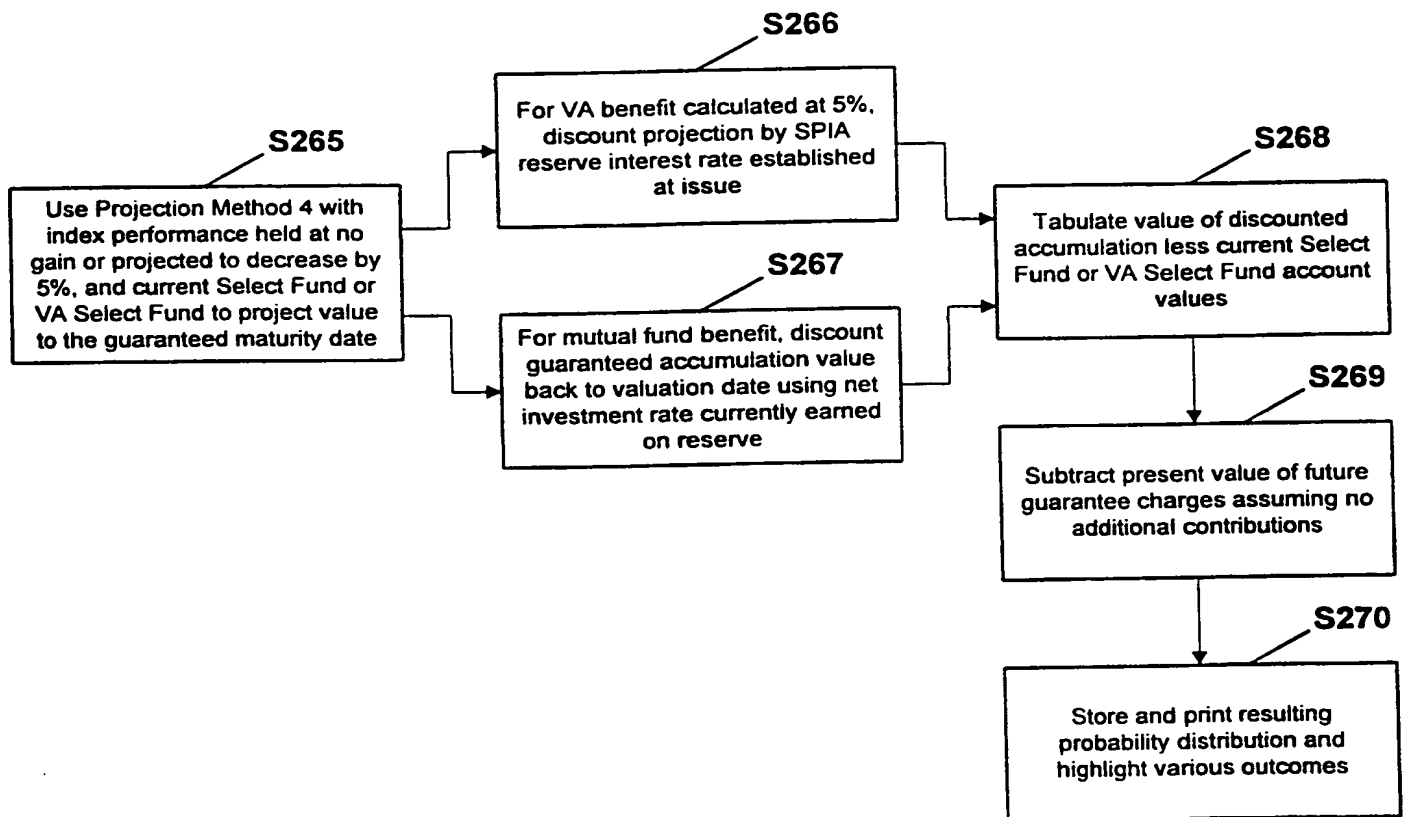 S265
Use Projection Method 4 with
index performance held at no
gain or projected to decrease by
5%, and current Select Fund or
VA Select Fund to project value
to the guaranteed maturity date
S266
For VA benefit calculated at 5%,
discount projection by SPIA
reserve interest rate established
at issue
S267
For mutual fund benefit, discount
guaranteed accumulation value
back to valuation date using net
investment rate currently earned
on reserve
S268
Tabulate value of discounted
accumulation less current Select
Fund or VA Select Fund account
values
S269
Subtract present value of future
guarantee charges assuming no
additional contributions
S270
Store and print resulting
probability distribution and
highlight various outcomes